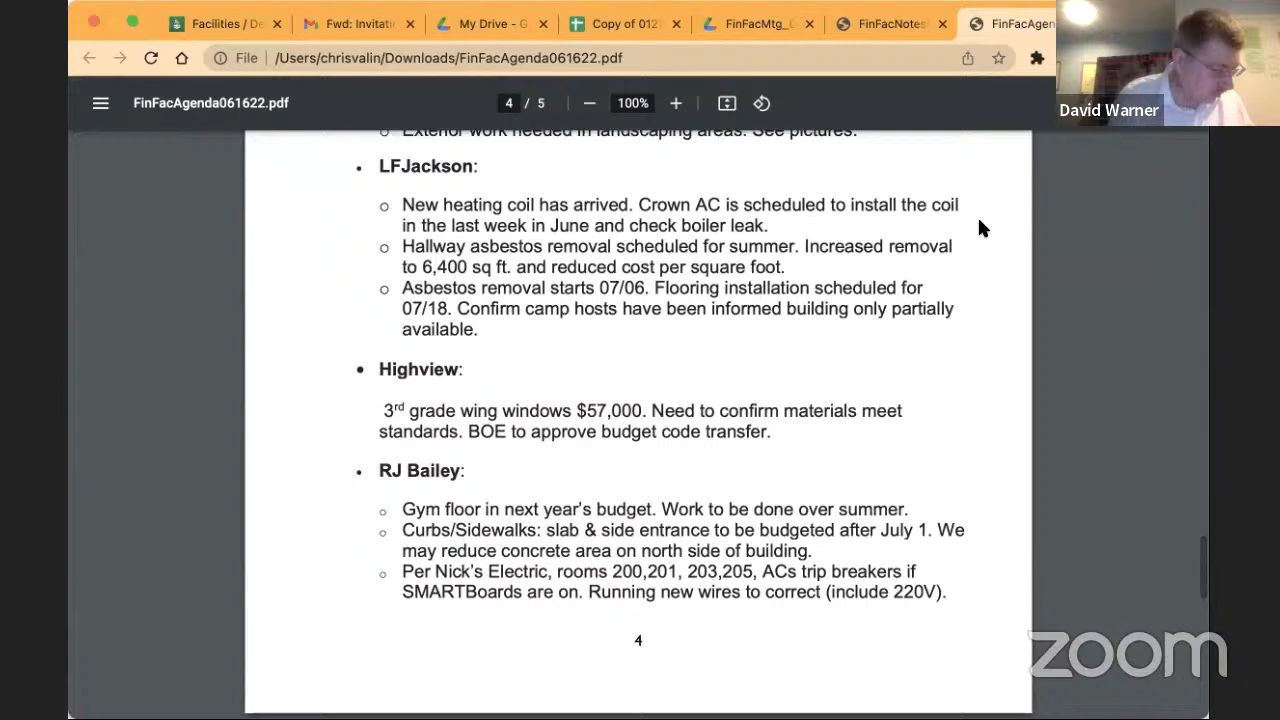 Facilities / De
Fwd: Invitatio
My Drive - G
Copy of 012
FinFacMtg_0
FinFacNotes
FinFacAgen
File
/Users/chrisvalin/Downloads/FinFacAgenda061622.pdf
FinFacAgenda061622.pdf
4 / 5
100%
David Warner
Exterior work needed in landscaping areas. See pictures.
LFJackson:
New heating coil has arrived. Crown AC is scheduled to install the coil
in the last week in June and check boiler leak.
Hallway asbestos removal scheduled for summer. Increased removal
to 6,400 sq ft. and reduced cost per square foot.
Asbestos removal starts 07/06. Flooring installation scheduled for
07/18. Confirm camp hosts have been informed building only partially
available.
Highview:
3rd grade wing windows $57,000. Need to confirm materials meet
standards. BOE to approve budget code transfer.
RJ Bailey:
Gym floor in next year's budget. Work to be done over summer.
Curbs/Sidewalks: slab & side entrance to be budgeted after July 1. We
may reduce concrete area on north side of building.
Per Nick's Electric, rooms 200,201, 203,205, ACs trip breakers if
SMARTBoards are on. Running new wires to correct (include 220V).
4
zoom